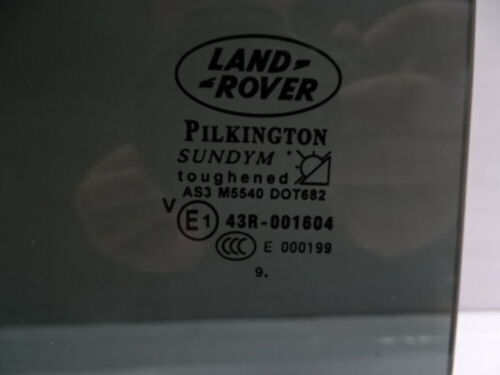 LAND
ROVER
PILKINGTON
SUNDYM
toughened
AS3 M5540 DOT682
V E1 43R-001604
CCC E 000199
9.